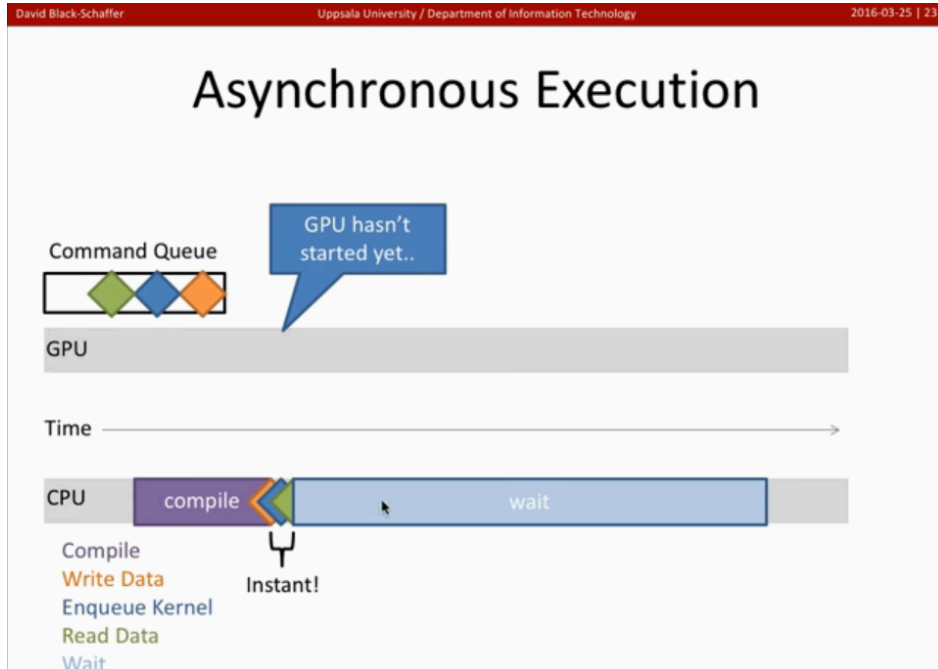 David Black-Schaffer
Uppsala University / Department of Information Technology
2016-03-25 | 23
Asynchronous Execution
GPU hasn't
started yet..
Command Queue
GPU
Time
CPU
compile
wait
Instant!
Compile
Write Data
Enqueue Kernel
Read Data
Wait